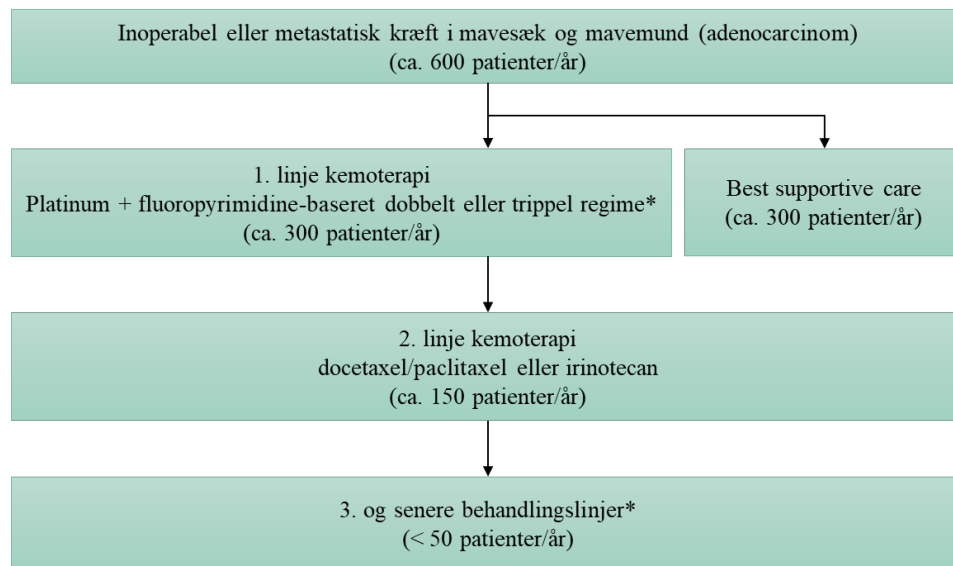 Inoperabel eller metastatisk kræft i mavesæk og mavemund (adenocarcinom)
(ca. 600 patienter/år)
1. linje kemoterapi
Platinum + fluoropyrimidine-baseret dobbelt eller trippel regime*
(ca. 300 patienter/år)
Best supportive care
(ca. 300 patienter/år)
2. linje kemoterapi
docetaxel/paclitaxel eller irinotecan
(ca. 150 patienter/år)
3. og senere behandlingslinjer*
(< 50 patienter/år)